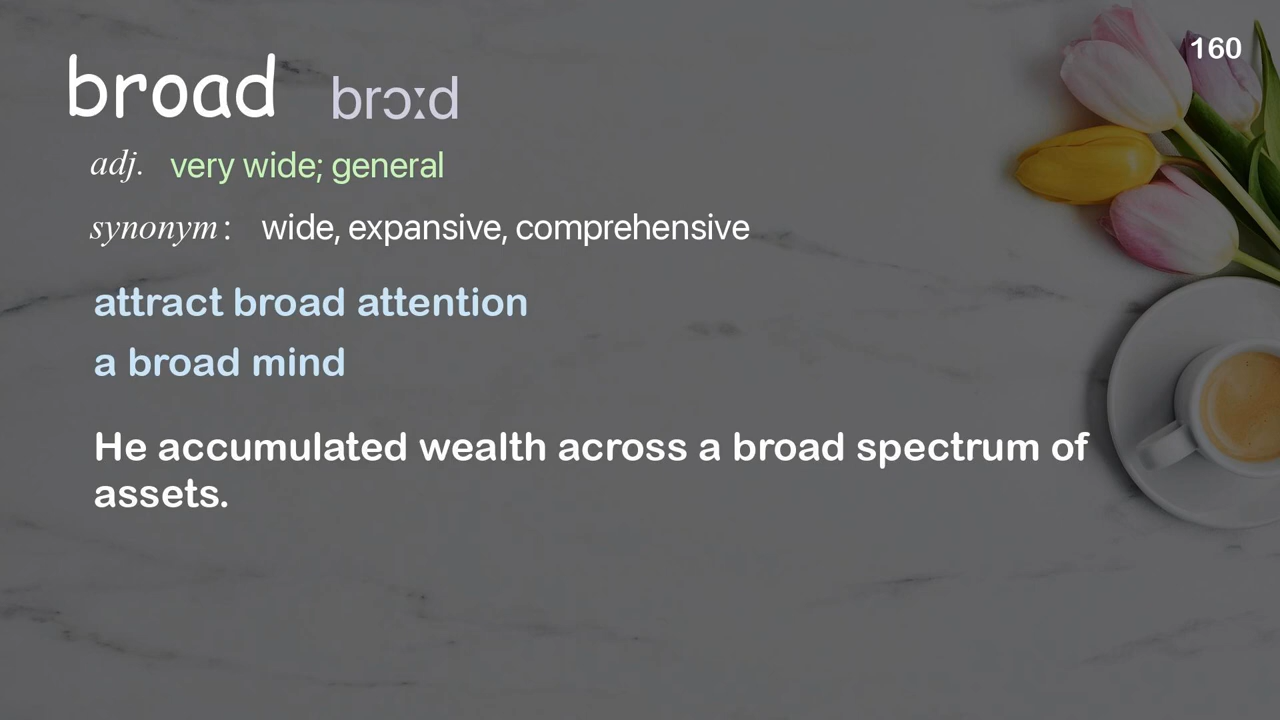 160
broad brɔːd
adj. very wide; general
synonym: wide, expansive, comprehensive
attract broad attention
a broad mind
He accumulated wealth across a broad spectrum of
assets.